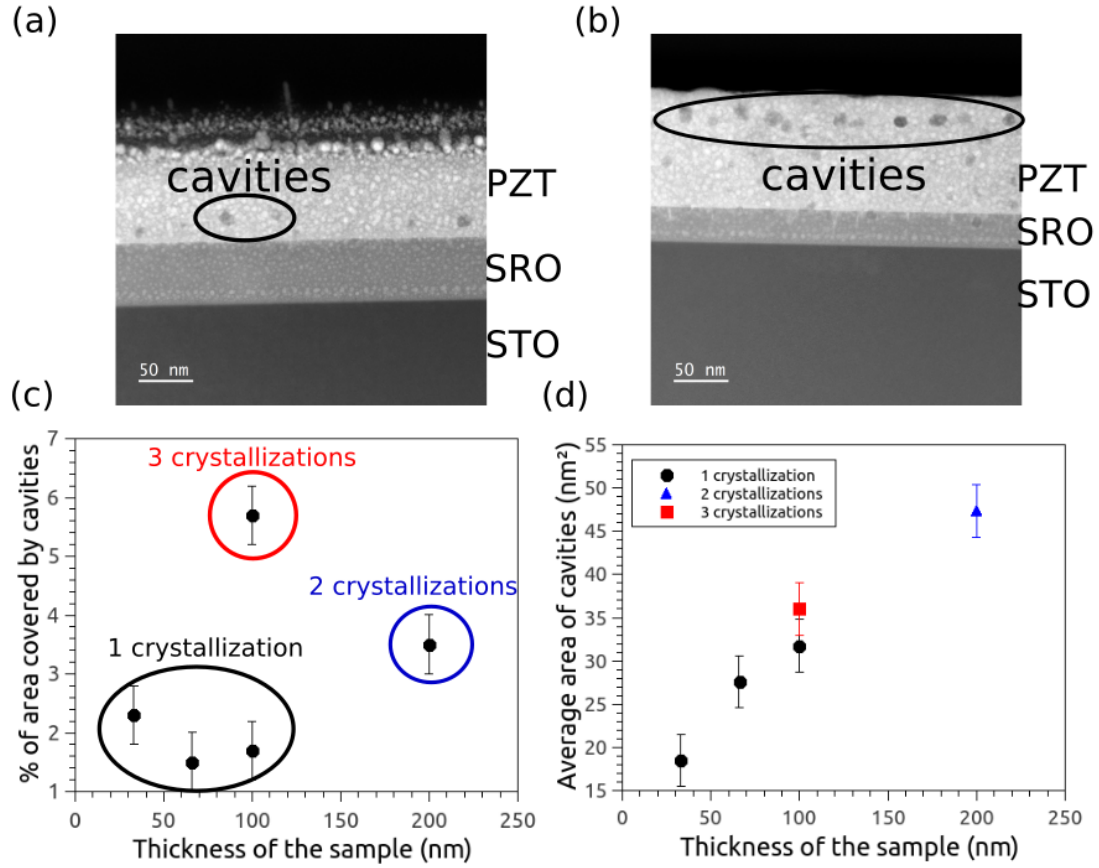 (a)
cavities
PZT
SRO
STO
50 nm
(b)
cavities
PZT
SRO
STO
50 nm
(c)
% of area covered by cavities
7
6
5
4
3
2
1
3 crystallizations
2 crystallizations
1 crystallization
0 50 100 150 200 250
Thickness of the sample (nm)
(d)
Average area of cavities (nm²)
55
50
45
40
35
30
25
20
15
1 crystallization
2 crystallizations
3 crystallizations
0 50 100 150 200 250
Thickness of the sample (nm)